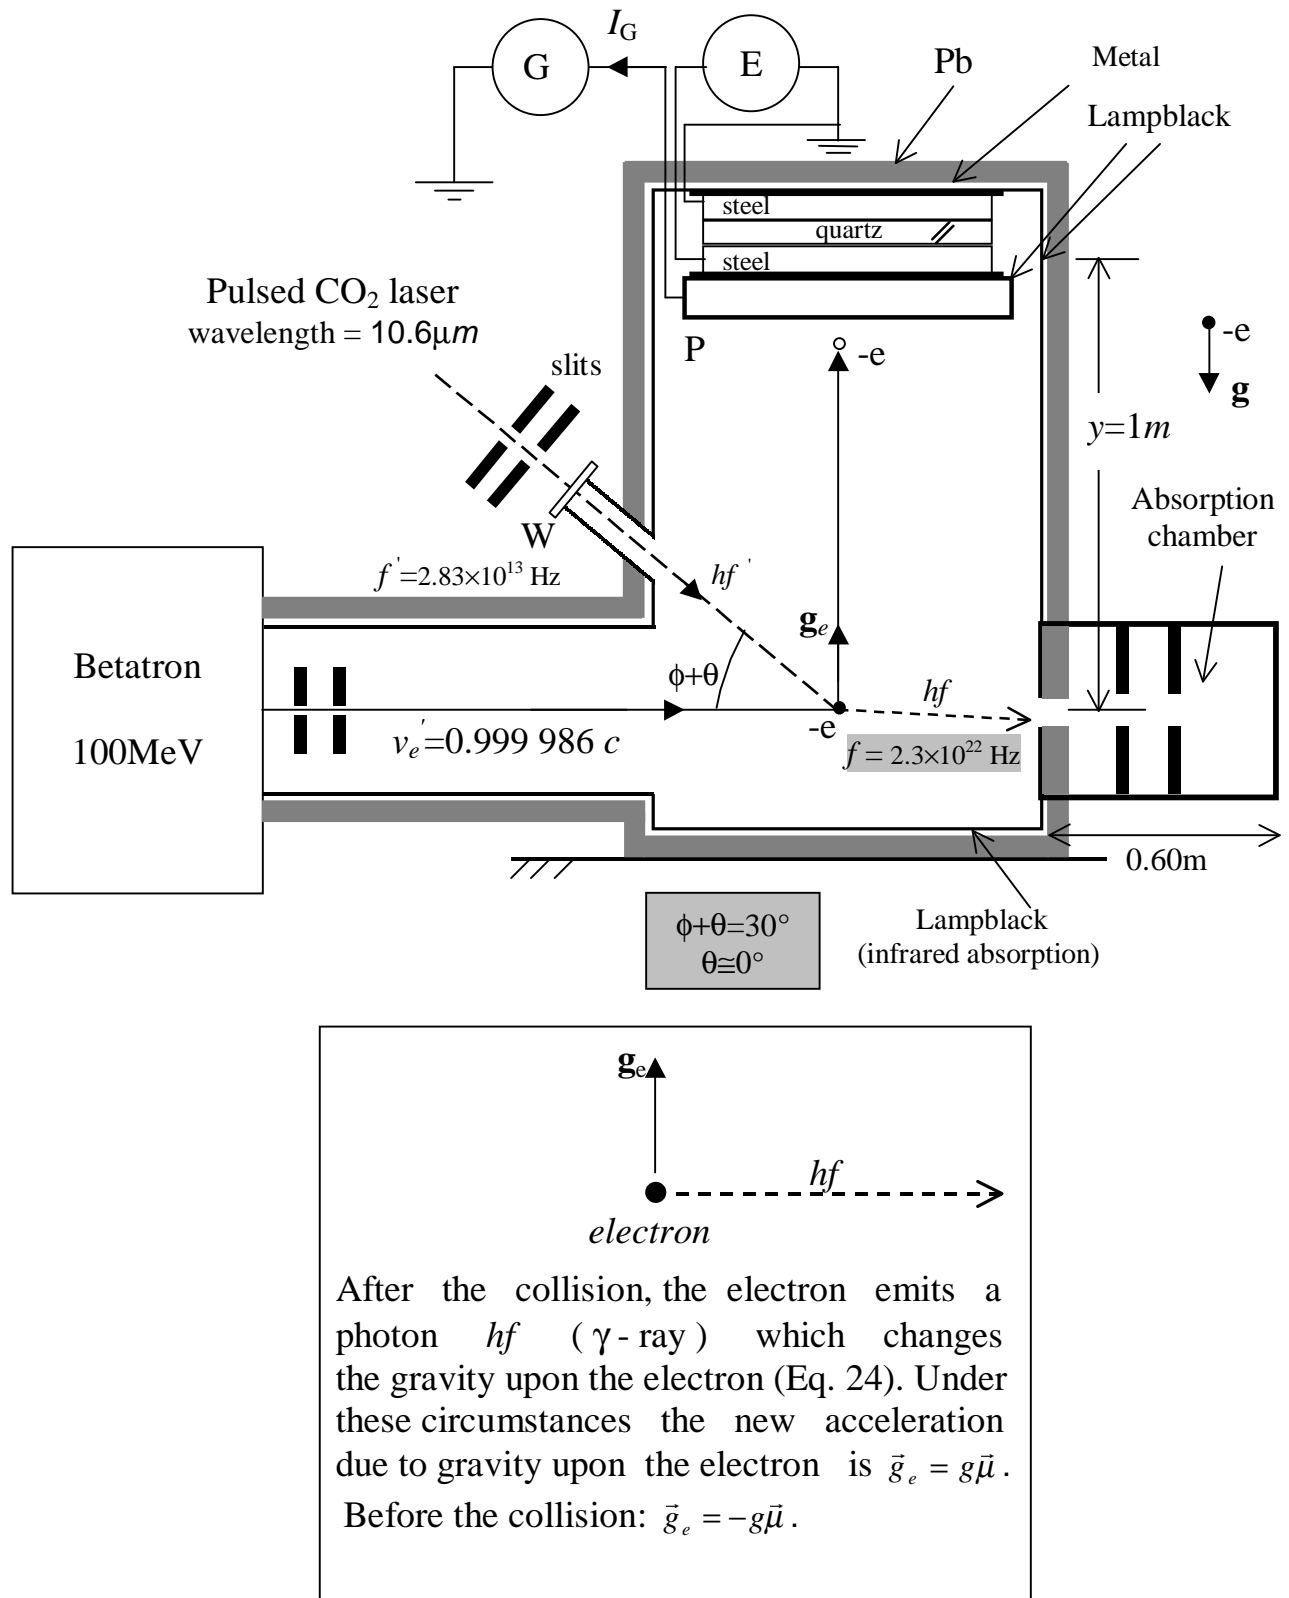 I_G
G
E
Pb
Metal
Lampblack
steel
quartz
steel
Pulsed CO₂ laser
wavelength = 10.6μm
slits
P
-e
-e
g
y=1m
W
Absorption
chamber
f'=2.83×10¹³ Hz
hf'
g_e
Betatron
100MeV
ϕ+θ
hf
v_e'=0.999 986 c
-e
f = 2.3×10²² Hz
0.60m
ϕ+θ=30°
θ≅0°
Lampblack
(infrared absorption)
g_e
hf
electron
After the collision, the electron emits a
photon hf (γ- ray) which changes
the gravity upon the electron (Eq. 24). Under
these circumstances the new acceleration
due to gravity upon the electron is g⃗_e = gμ⃗.
Before the collision: g⃗_e = −gμ⃗.